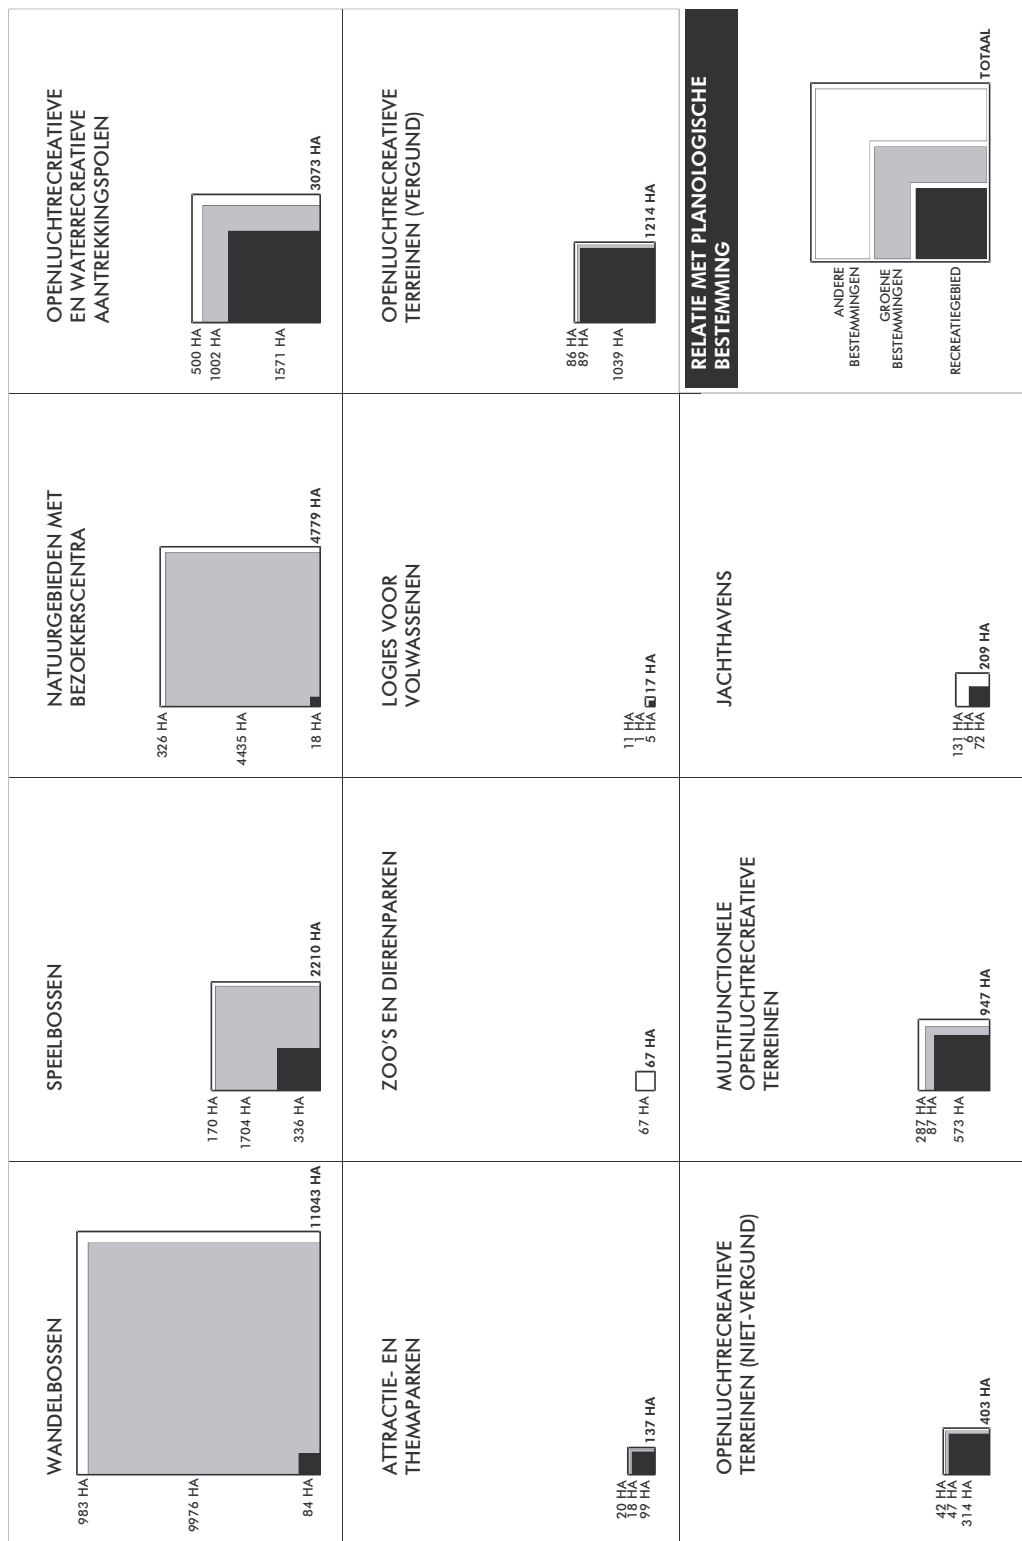 WANDELBOSSEN
983 HA
9976 HA
84 HA
11043 HA
SPEELBOSSEN
170 HA
1704 HA
336 HA
2210 HA
NATUURGEBIEDEN MET
BEZOEKERSCENTRA
326 HA
4435 HA
18 HA
4779 HA
OPENLUCHTRECREATIEVE
EN WATERRECREATIEVE
AANTREKKINGSPOLEN
500 HA
1002 HA
1571 HA
3073 HA
ATTRACTIE- EN
THEMAPARKEN
20 HA
18 HA
99 HA
137 HA
ZOO'S EN DIERENPARKEN
67 HA
67 HA
LOGIES VOOR
VOLWASSENEN
11 HA
1 HA
5 HA
17 HA
OPENLUCHTRECREATIEVE
TERREINEN (VERGUND)
86 HA
89 HA
1039 HA
1214 HA
OPENLUCHTRECREATIEVE
TERREINEN (NIET-VERGUND)
42 HA
47 HA
314 HA
403 HA
MULTIFUNCTIONELE
OPENLUCHTRECREATIEVE
TERREINEN
287 HA
87 HA
573 HA
947 HA
JACHTHAVENS
131 HA
6 HA
72 HA
209 HA
RELATIE MET PLANOLOGISCHE
BESTEMMING
ANDERE
BESTEMMINGEN
GROENE
BESTEMMINGEN
RECREATIEGEBIED
TOTAAL